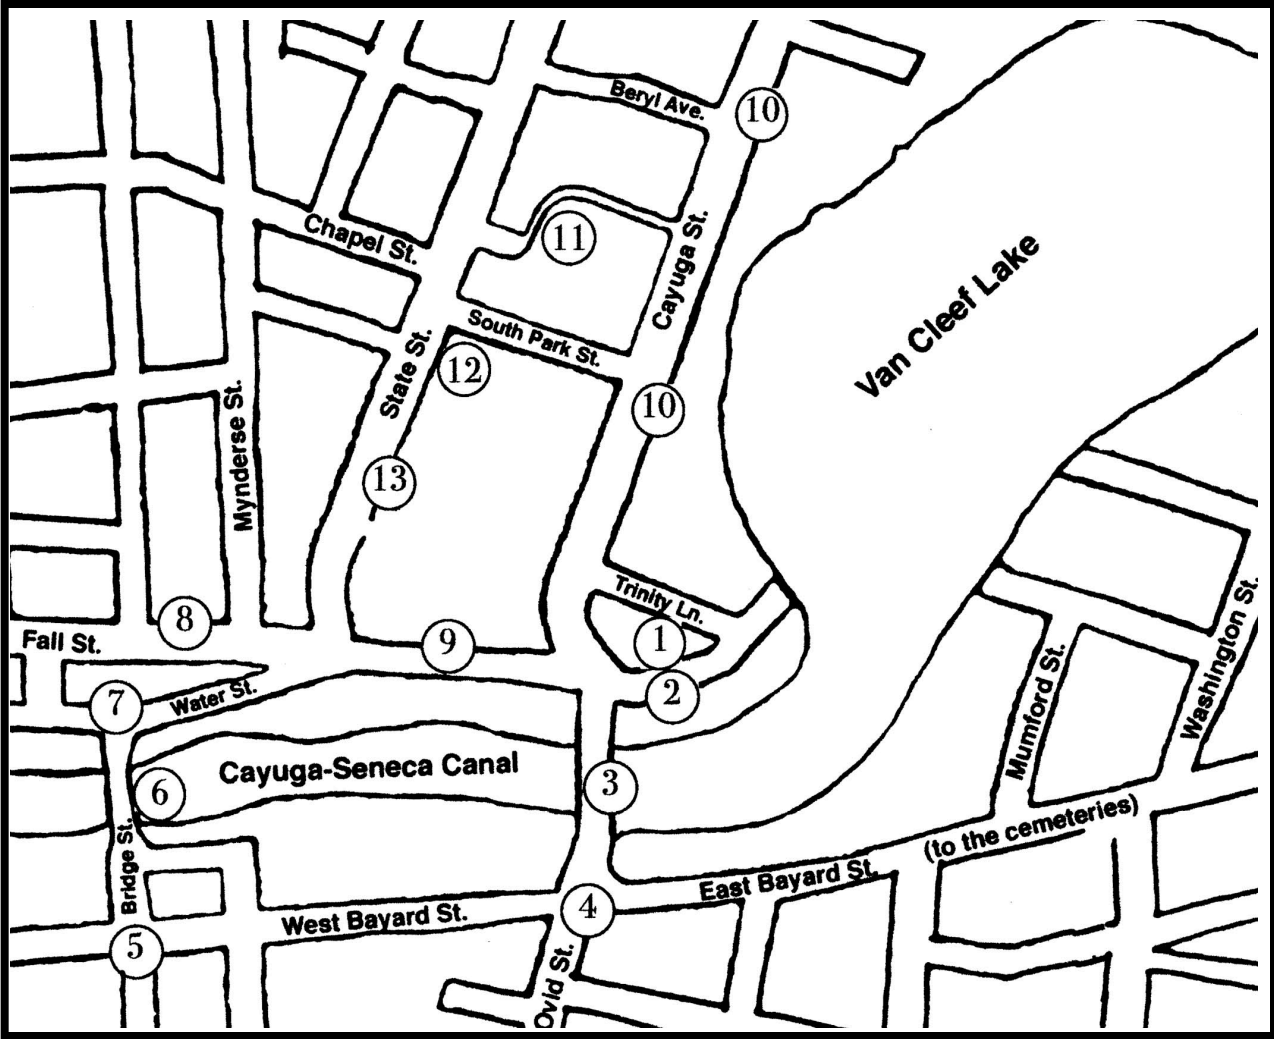 Beryl Ave.
10
Chapel St.
11
Cayuga St.
Van Cleef Lake
South Park St.
State St.
12
10
Mynderse St.
13
Trinity Ln.
Washington St.
8
Fall St.
9
1
2
Mumford St.
7
Water St.
Cayuga-Seneca Canal
3
6
(to the cemeteries)
Bridge St.
East Bayard St.
West Bayard St.
4
5
Ovid St.